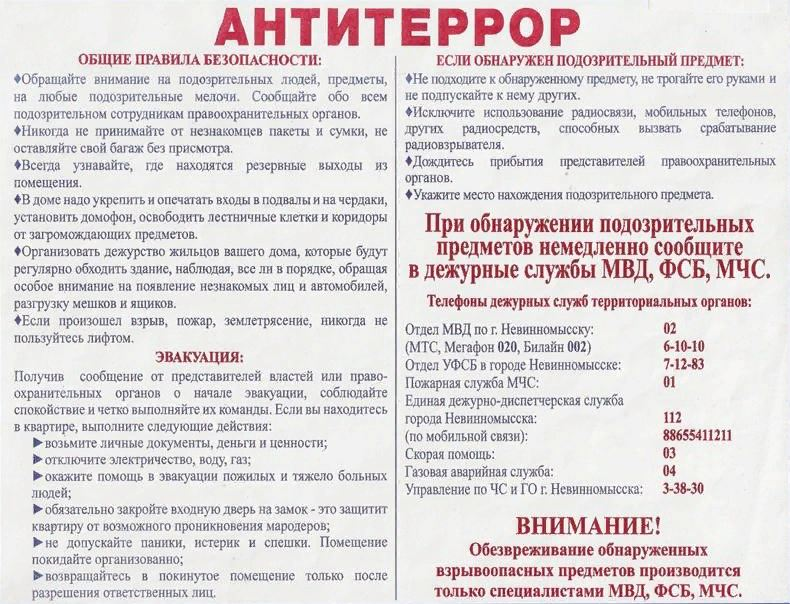 АНТИТЕРРОР
ОБЩИЕ ПРАВИЛА БЕЗОПАСНОСТИ:
♦Обращайте внимание на подозрительных людей, предметы,
на любые подозрительные мелочи. Сообщайте обо всем
подозрительном сотрудникам правоохранительных органов.
♦Никогда не принимайте от незнакомцев пакеты и сумки, не
оставляйте свой багаж без присмотра.
♦Всегда узнавайте, где находятся резервные выходы из
помещения.
♦В доме надо укрепить и опечатать входы в подвалы и на чердаки,
установить домофон, освободить лестничные клетки и коридоры
от загромождающих предметов.
♦Организовать дежурство жильцов вашего дома, которые будут
регулярно обходить здание, наблюдая, все ли в порядке, обращая
особое внимание на появление незнакомых лиц и автомобилей,
разгрузку мешков и ящиков.
♦Если произошел взрыв, пожар, землетрясение, никогда не
пользуйтесь лифтом.
ЭВАКУАЦИЯ:
Получив сообщение от представителей власти или право-
охранительных органов о начале эвакуации, соблюдайте
спокойствие и четко выполняйте их команды. Если вы находитесь
в квартире, выполните следующие действия:
►возьмите личные документы, деньги и ценности;
►отключите электричество, воду, газ;
►окажите помощь в эвакуации пожилых и тяжело больных
людей;
►обязательно закройте входную дверь на замок - это защитит
квартиру от возможного проникновения мародеров;
►не допускайте паники, истерик и спешки. Помещение
покидайте организованно;
►возвращайтесь в покинутое помещение только после
разрешения ответственных лиц.
ЕСЛИ ОБНАРУЖЕН ПОДОЗРИТЕЛЬНЫЙ ПРЕДМЕТ:
♦Не подходите к обнаруженному предмету, не трогайте его руками и
не подпускайте к нему других.
♦Исключите использование радиосвязи, мобильных телефонов,
других радиосредств, способных вызвать срабатывание
радиовзрывателя.
♦Дождитесь прибытия представителей правоохранительных
органов.
♦Укажите место нахождения подозрительного предмета.
При обнаружении подозрительных
предметов немедленно сообщите
в дежурные службы МВД, ФСБ, МЧС.
Телефоны дежурных служб территориальных органов:
Отдел МВД по г. Невинномысску: 02
(МТС, Мегафон 020, Билайн 002) 6-10-10
Отдел УФСБ в городе Невинномысске: 7-12-83
Пожарная служба МЧС: 01
Единая дежурно-диспетчерская служба
города Невинномысска: 112
(по мобильной связи): 88655411211
Скорая помощь: 03
Газовая аварийная служба: 04
Управление по ЧС и ГО г. Невинномысска: 3-38-30
ВНИМАНИЕ!
Обезвреживание обнаруженных
взрывоопасных предметов производится
только специалистами МВД, ФСБ, МЧС.